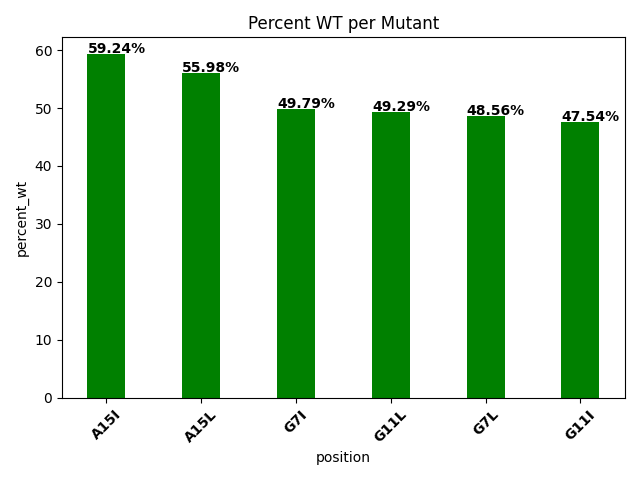 Percent WT per Mutant
percent_wt
60
50
40
30
20
10
0
59.24%
55.98%
49.79%
49.29%
48.56%
47.54%
A15I
A15L
G7I
G11L
G7L
G11I
position